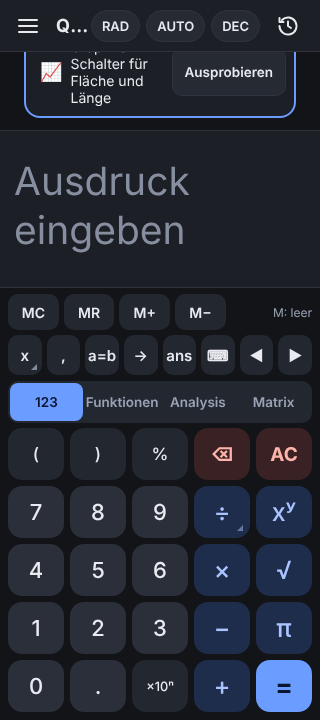 Q... RAD AUTO DEC
Schalter für
Fläche und
Länge
Ausprobieren
Ausdruck
eingeben
MC MR M+ M− M: leer
x , a=b → ans ⌨ ◀ ▶
123 Funktionen Analysis Matrix
( ) % ⌫ AC
7 8 9 ÷ xʸ
4 5 6 × √
1 2 3 − π
0 . ×10ⁿ + =